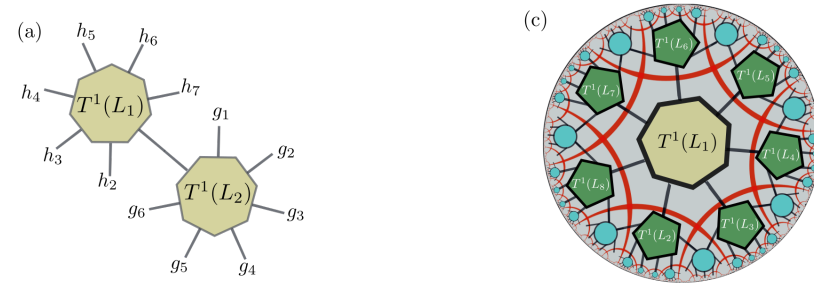 (a)
h₅
h₆
h₄
T¹(L₁)
h₇
h₃
h₂
g₁
g₂
T¹(L₂)
g₆
g₃
g₅
g₄
(c)
T¹(L₆)
T¹(L₇)
T¹(L₅)
T¹(L₁)
T¹(L₄)
T¹(L₈)
T¹(L₂)
T¹(L₃)